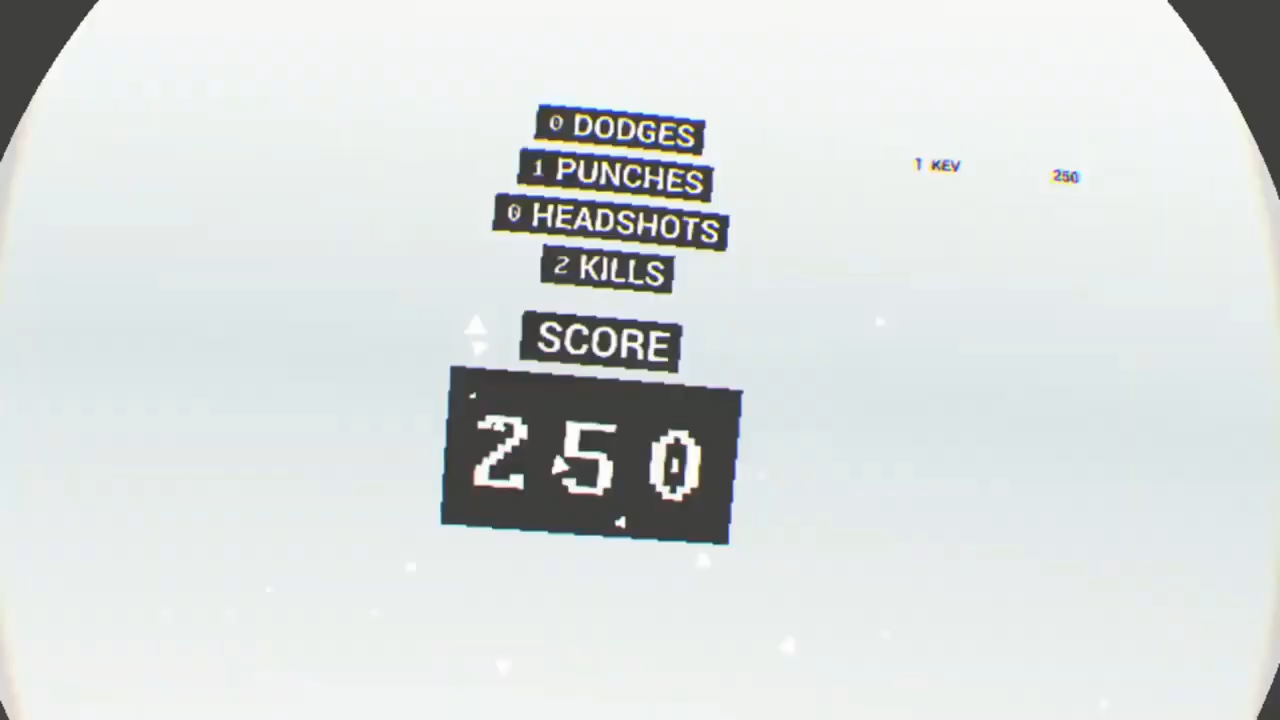 0 DODGES
1 PUNCHES
0 HEADSHOTS
2 KILLS
SCORE
250
1 KEV 250